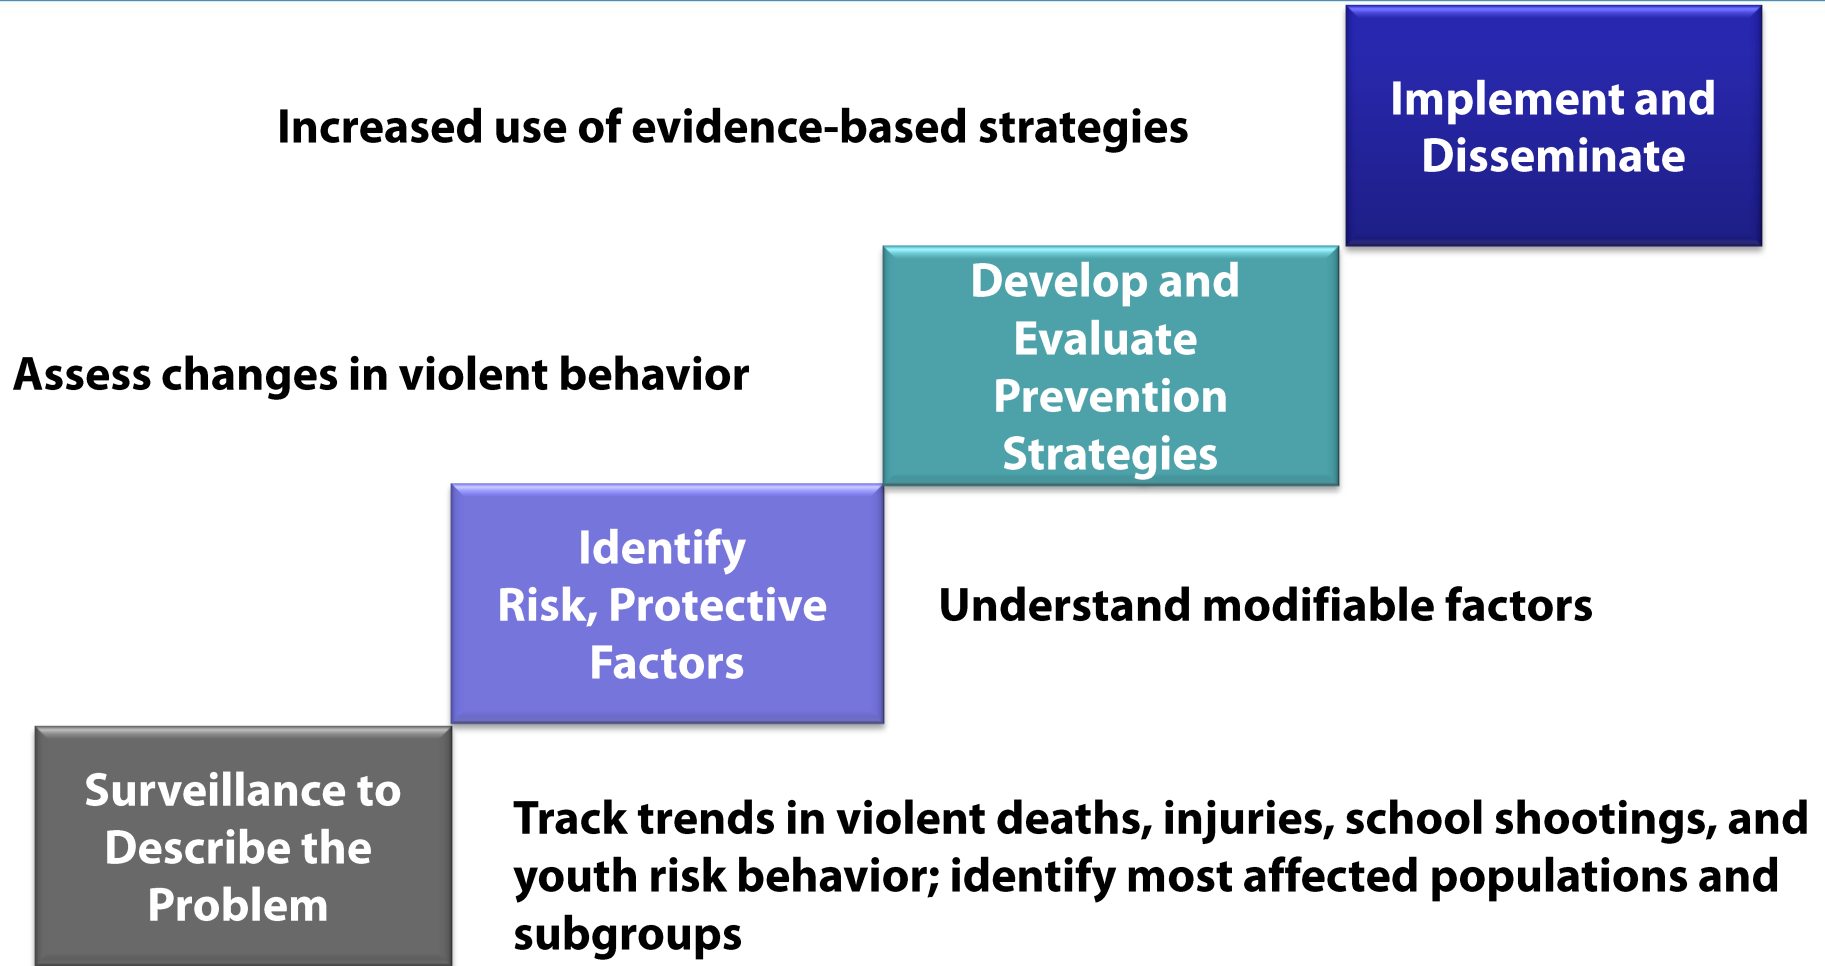 Implement and
Disseminate
Increased use of evidence-based strategies
Develop and
Evaluate
Prevention
Strategies
Assess changes in violent behavior
Identify
Risk, Protective
Factors
Understand modifiable factors
Surveillance to
Describe the
Problem
Track trends in violent deaths, injuries, school shootings, and
youth risk behavior; identify most affected populations and
subgroups